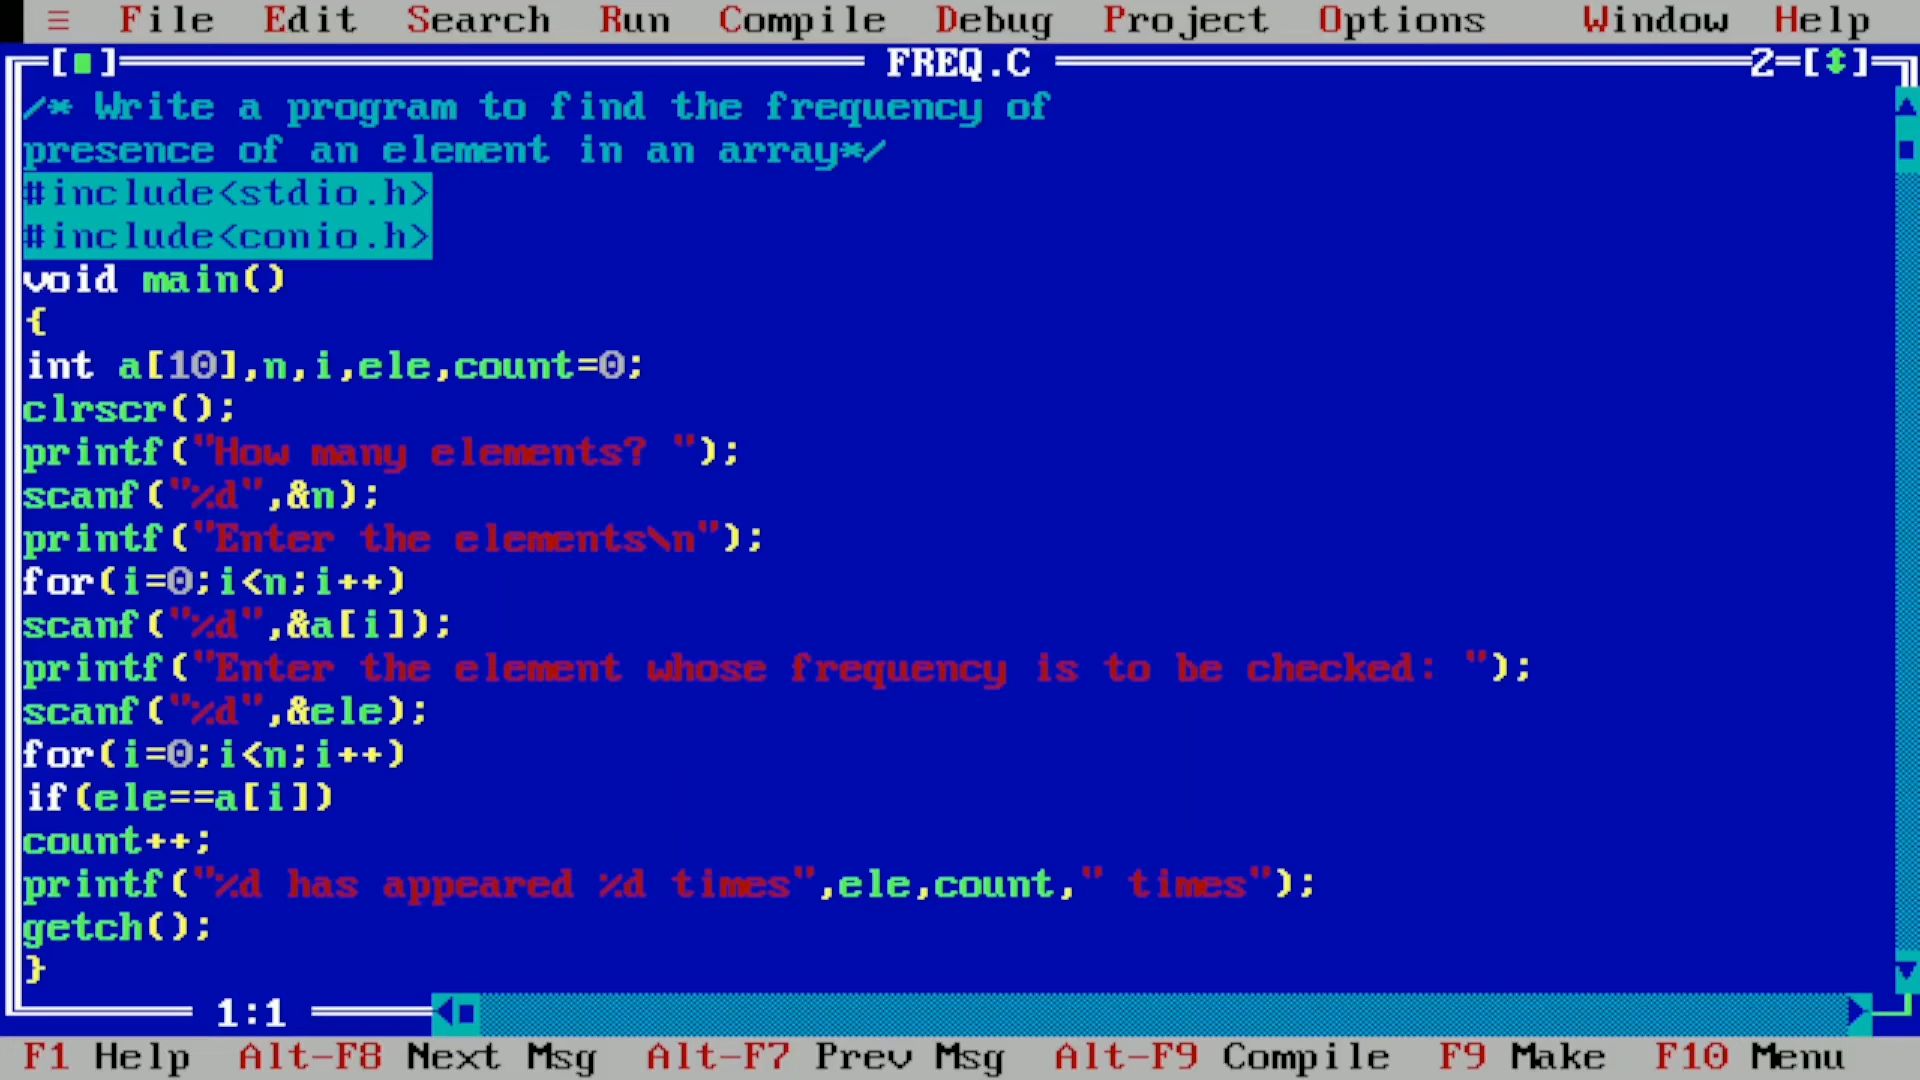 ≡ File Edit Search Run Compile Debug Project Options Window Help
[■] FREQ.C 2=[↕]
/* Write a program to find the frequency of
presence of an element in an array*/
#include<stdio.h>
#include<conio.h>
void main()
{
int a[10],n,i,ele,count=0;
clrscr();
printf("How many elements? ");
scanf("%d",&n);
printf("Enter the elements\n");
for(i=0;i<n;i++)
scanf("%d",&a[i]);
printf("Enter the element whose frequency is to be checked: ");
scanf("%d",&ele);
for(i=0;i<n;i++)
if(ele==a[i])
count++;
printf("%d has appeared %d times",ele,count," times");
getch();
}
1:1
F1 Help Alt-F8 Next Msg Alt-F7 Prev Msg Alt-F9 Compile F9 Make F10 Menu